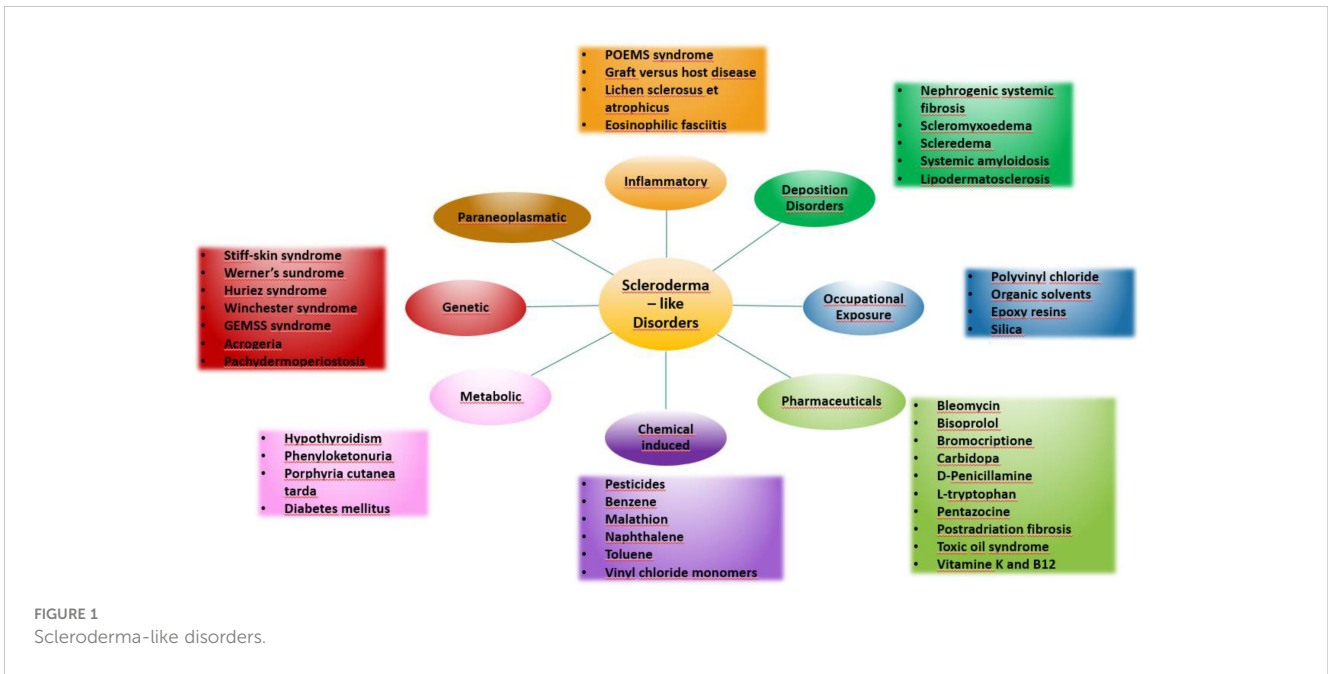 • POEMS syndrome
• Graft versus host disease
• Lichen sclerosus et
atrophicus
• Eosinophilic fasciitis
• Nephrogenic systemic
fibrosis
• Scleromyxoedema
• Scleredema
• Systemic amyloidosis
• Lipodermatosclerosis
Inflammatory
Deposition
Disorders
Paraneoplasmatic
• Stiff-skin syndrome
• Werner's sundrome
• Huriez syndrome
• Winchester syndrome
• GEMSS syndrome
• Acrogeria
• Pachydermoperiostosis
Genetic
Scleroderma
– like
Disorders
Occupational
Exposure
• Polyvinyl chloride
• Organic solvents
• Epoxy resins
• Silica
Metabolic
Pharmaceuticals
Chemical
induced
• Hypothyroidism
• Phenyloketonuria
• Porphyria cutanea
tarda
• Diabetes mellitus
• Pesticides
• Benzene
• Malathion
• Naphthalene
• Toluene
• Vinyl chloride monomers
• Bleomycin
• Bisoprolol
• Bromocriptione
• Carbidopa
• D-Penicillamine
• L-tryptophan
• Pentazocine
• Postradriation fibrosis
• Toxic oil syndrome
• Vitamine K and B12
FIGURE 1
Scleroderma-like disorders.